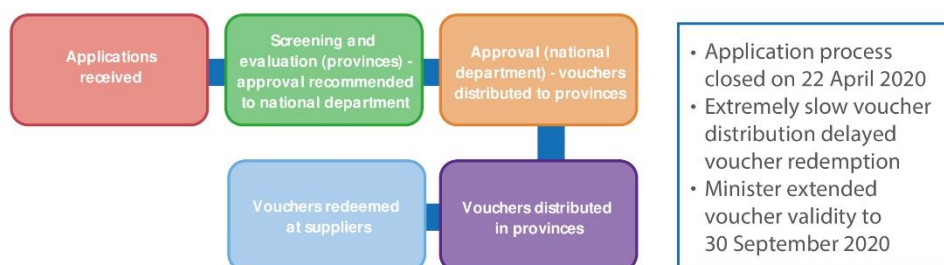 Applications
received
Screening and
evaluation (provinces) -
approval recommended
to national department
Approval (national
department) - vouchers
distributed to provinces
Vouchers redeemed
at suppliers
Vouchers distributed
in provinces
• Application process
closed on 22 April 2020
• Extremely slow voucher
distribution delayed
voucher redemption
• Minister extended
voucher validity to
30 September 2020